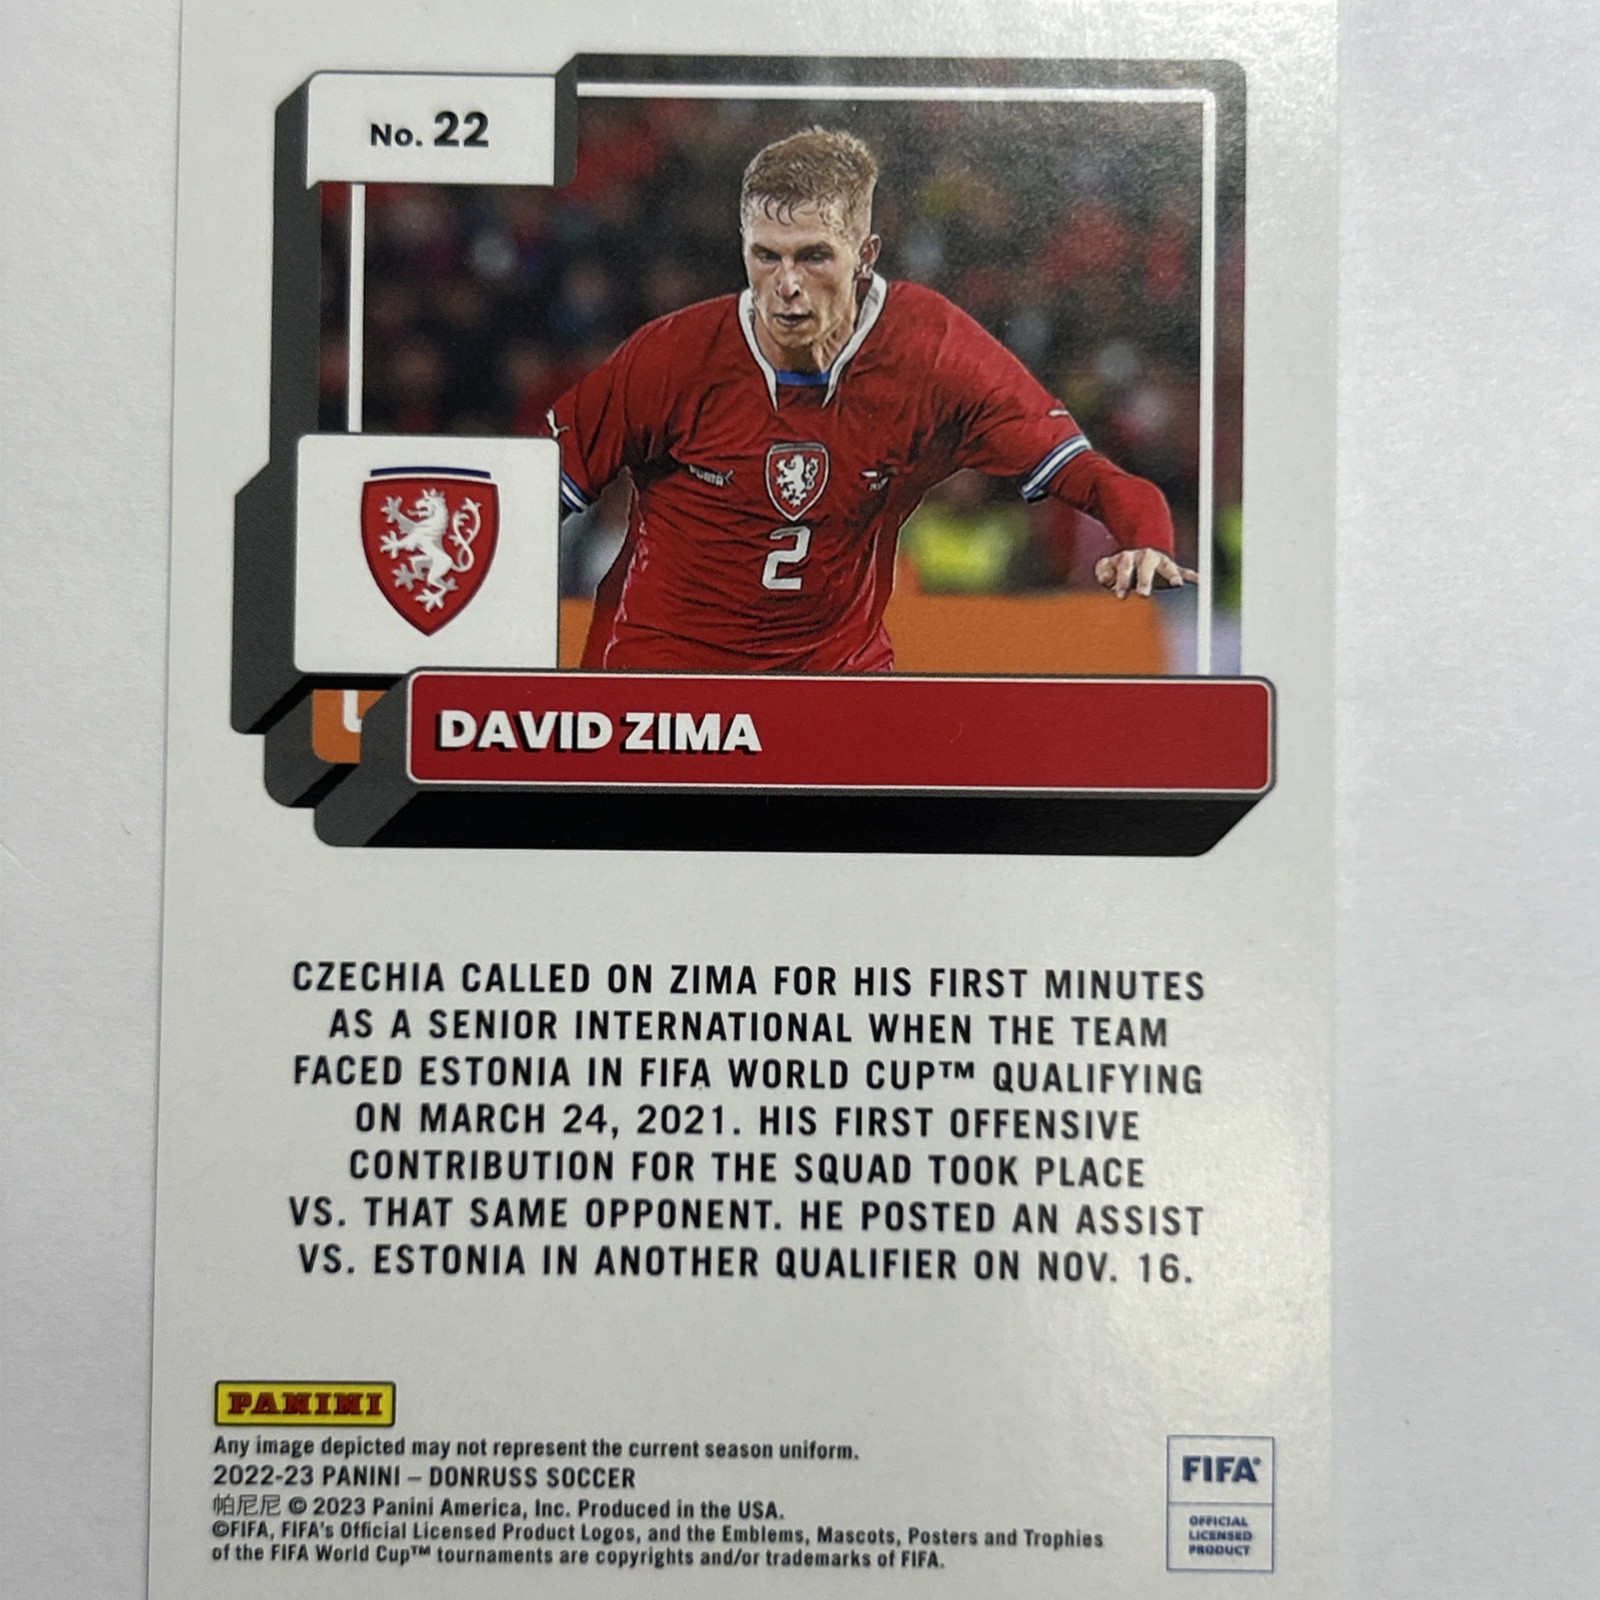 No. 22
PUMA
2
DAVID ZIMA
CZECHIA CALLED ON ZIMA FOR HIS FIRST MINUTES
AS A SENIOR INTERNATIONAL WHEN THE TEAM
FACED ESTONIA IN FIFA WORLD CUP™ QUALIFYING
ON MARCH 24, 2021. HIS FIRST OFFENSIVE
CONTRIBUTION FOR THE SQUAD TOOK PLACE
VS. THAT SAME OPPONENT. HE POSTED AN ASSIST
VS. ESTONIA IN ANOTHER QUALIFIER ON NOV. 16.
PANINI
Any image depicted may not represent the current season uniform.
2022-23 PANINI – DONRUSS SOCCER
帕尼尼 © 2023 Panini America, Inc. Produced in the USA.
©FIFA, FIFA's Official Licensed Product Logos, and the Emblems, Mascots, Posters and Trophies
of the FIFA World Cup™ tournaments are copyrights and/or trademarks of FIFA.
FIFA®
OFFICIAL
LICENSED
PRODUCT